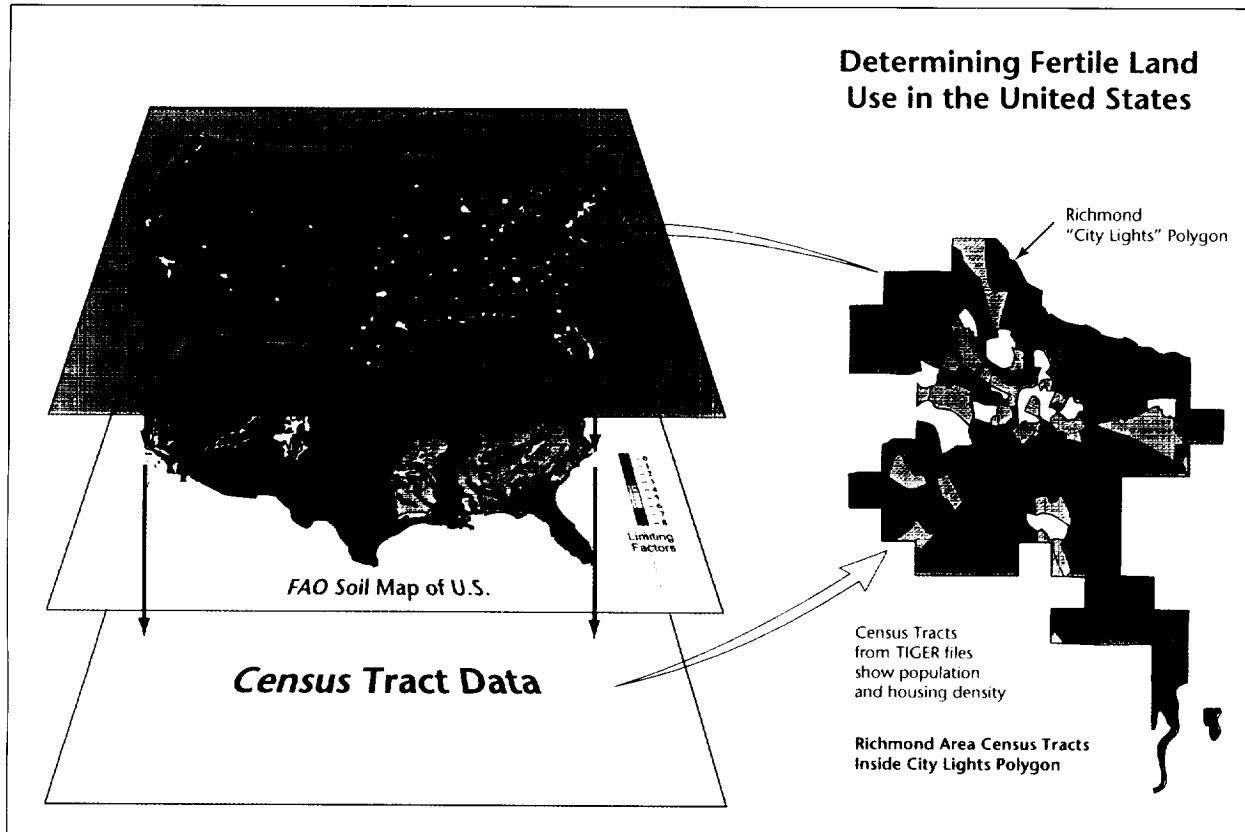 Determining Fertile Land
Use in the United States
Richmond
"City Lights" Polygon
Limiting
Factors
FAO Soil Map of U.S.
Census Tract Data
Census Tracts
from TIGER files
show population
and housing density
Richmond Area Census Tracts
Inside City Lights Polygon